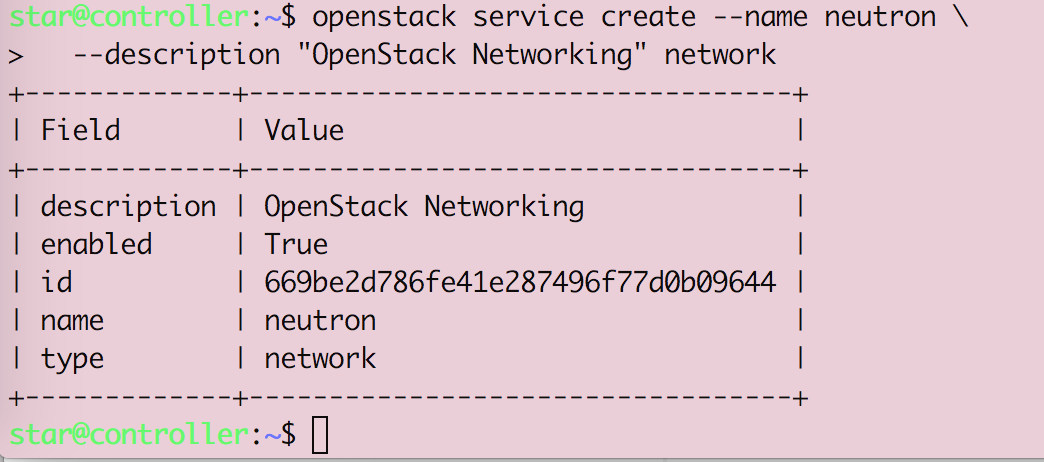 star@controller:~$ openstack service create --name neutron \
>   --description "OpenStack Networking" network
+-------------+----------------------------------+
| Field       | Value                            |
+-------------+----------------------------------+
| description | OpenStack Networking             |
| enabled     | True                             |
| id          | 669be2d786fe41e287496f77d0b09644 |
| name        | neutron                          |
| type        | network                          |
+-------------+----------------------------------+
star@controller:~$